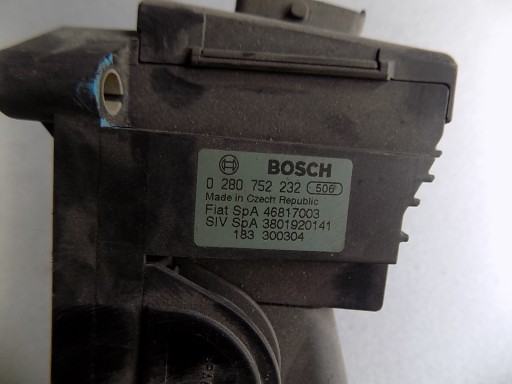 BOSCH
0 280 752 232 506
Made in Czech Republic
Fiat SpA 46817003
SIV SpA 3801920141
183 300304